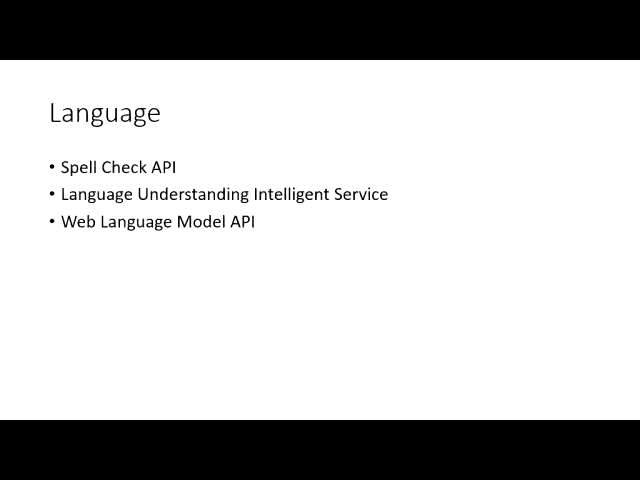 Language
• Spell Check API
• Language Understanding Intelligent Service
• Web Language Model API